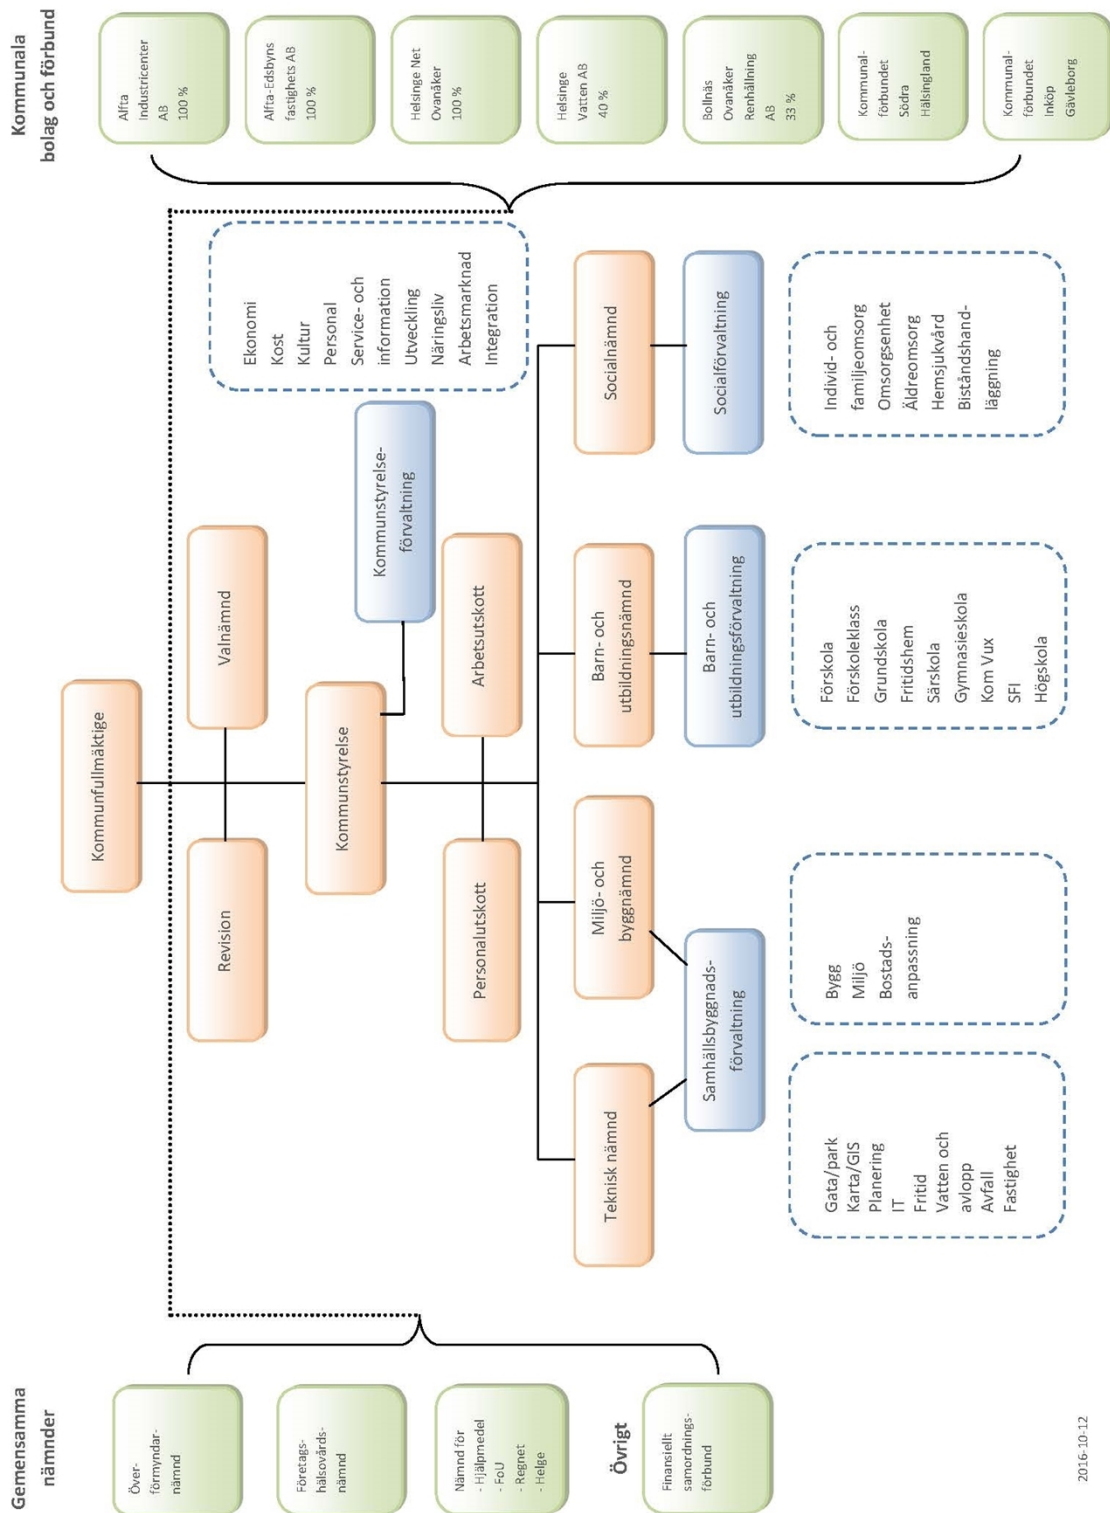 Gemensamma
nämnder
Över-
förmyndar-
nämnd
Företags-
hälsovårds-
nämnd
Nämnd för
- Hjälpmedel
- FoU
- Regnet
- Helge
Övrigt
Finansiellt
samordnings-
förbund
Kommunfullmäktige
Revision
Valnämnd
Kommunstyrelse
Kommunstyrelse-
förvaltning
Ekonomi
Kost
Kultur
Personal
Service- och
information
Utveckling
Näringsliv
Arbetsmarknad
Integration
Personalutskott
Arbetsutskott
Teknisk nämnd
Miljö- och
byggnämnd
Barn- och
utbildningsnämnd
Socialnämnd
Samhällsbyggnads-
förvaltning
Barn- och
utbildningsförvaltning
Socialförvaltning
Gata/park
Karta/GIS
Planering
IT
Fritid
Vatten och
avlopp
Avfall
Fastighet
Bygg
Miljö
Bostads-
anpassning
Förskola
Förskoleklass
Grundskola
Fritidshem
Särskola
Gymnasieskola
Kom Vux
SFI
Högskola
Individ- och
familjeomsorg
Omsorgsenhet
Äldreomsorg
Hemsjukvård
Biståndshand-
läggning
Kommunala
bolag och förbund
Alfta
Industricenter
AB
100 %
Alfta-Edsbyns
fastighets AB
100 %
Helsinge Net
Ovanåker
100 %
Helsinge
Vatten AB
40 %
Bollnäs
Ovanåker
Renhållning
AB
33 %
Kommunal-
förbundet
Södra
Hälsingland
Kommunal-
förbundet
Inköp
Gävleborg
2016-10-12